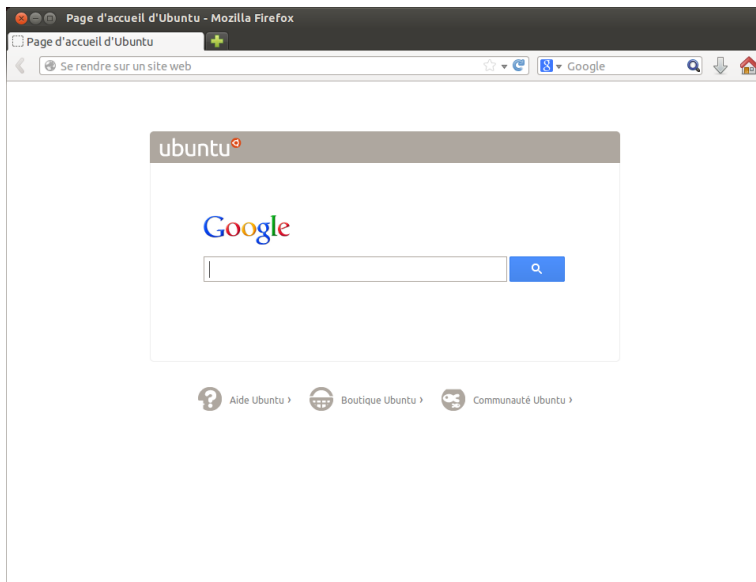 Page d'accueil d'Ubuntu - Mozilla Firefox
Page d'accueil d'Ubuntu
Se rendre sur un site web
8 Google
ubuntu
Google
Aide Ubuntu › Boutique Ubuntu › Communauté Ubuntu ›